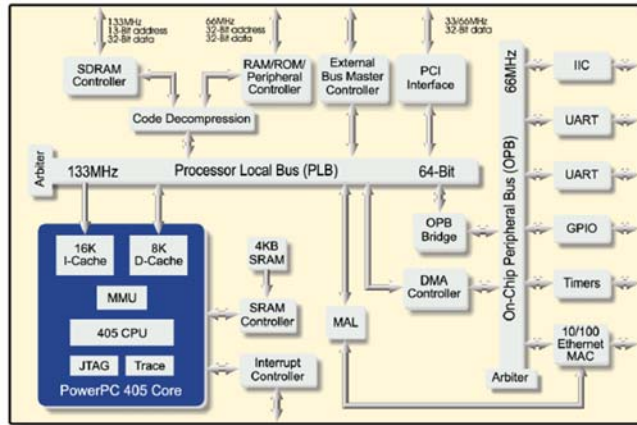 133MHz
13-Bit address
32-Bit data
66MHz
32-Bit address
32-Bit data
33/66MHz
32-Bit data
SDRAM
Controller
RAM/ROM/
Peripheral
Controller
External
Bus Master
Controller
PCI
Interface
Code Decompression
Arbiter
133MHz
Processor Local Bus (PLB)
64-Bit
66MHz
On-Chip Peripheral Bus (OPB)
Arbiter
IIC
UART
UART
GPIO
Timers
10/100
Ethernet
MAC
OPB
Bridge
DMA
Controller
MAL
16K
I-Cache
8K
D-Cache
MMU
405 CPU
JTAG
Trace
PowerPC 405 Core
4KB
SRAM
SRAM
Controller
Interrupt
Controller